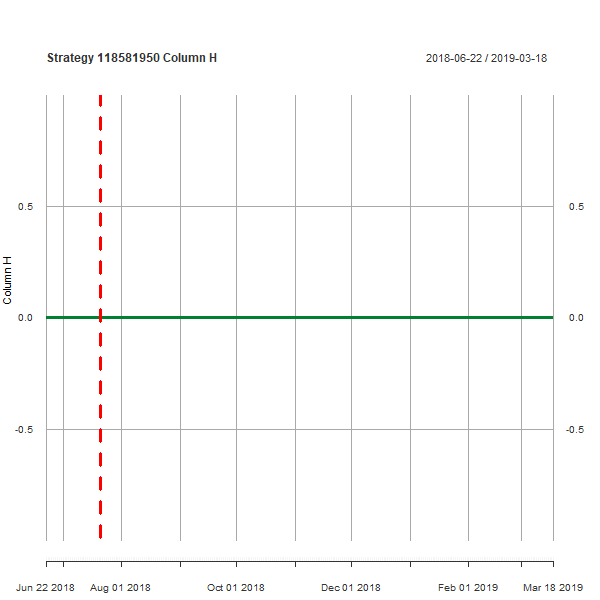 Strategy 118581950 Column H 2018-06-22 / 2019-03-18
0.5 0.5
Column H
0.0 0.0
-0.5 -0.5
Jun 22 2018 Aug 01 2018 Oct 01 2018 Dec 01 2018 Feb 01 2019 Mar 18 2019